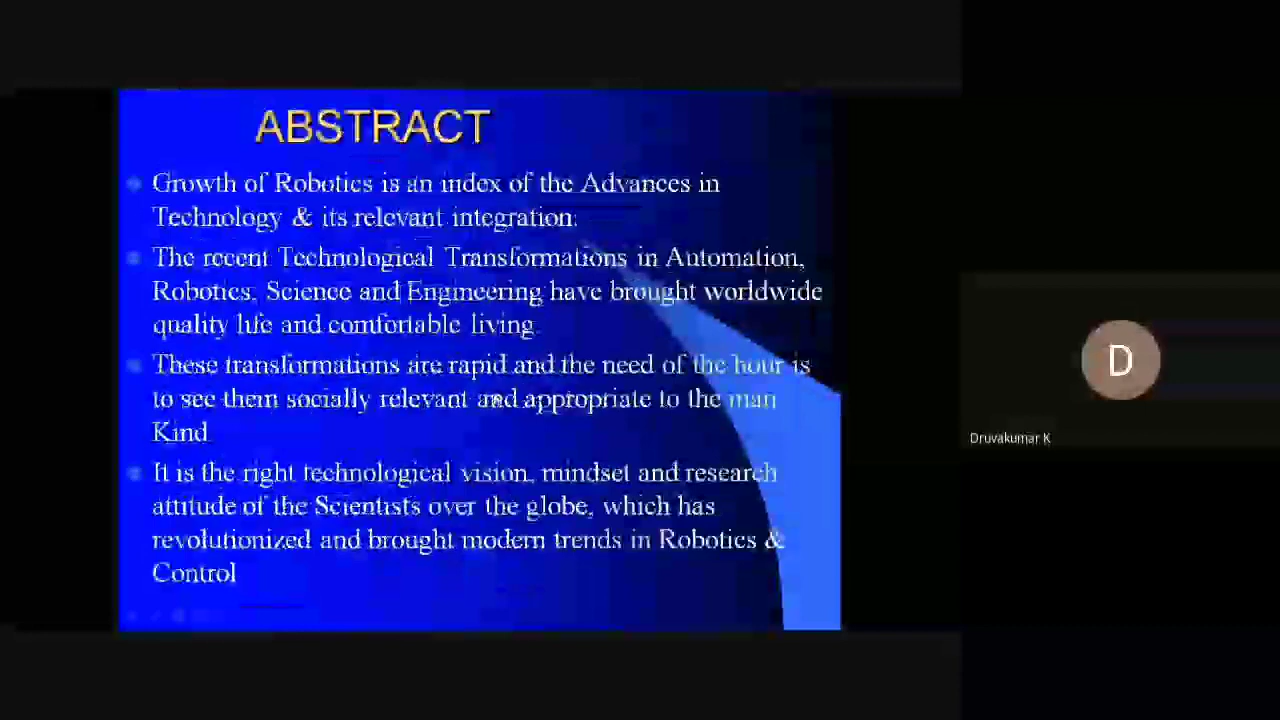 ABSTRACT
Growth of Robotics is an index of the Advances in
Technology & its relevant integration.
The recent Technological Transformations in Automation,
Robotics, Science and Engineering have brought worldwide
quality life and comfortable living.
These transformations are rapid and the need of the hour is
to see them socially relevant and appropriate to the man
Kind.
It is the right technological vision, mindset and research
attitude of the Scientists over the globe, which has
revolutionized and brought modern trends in Robotics &
Control
D
Druvakumar K